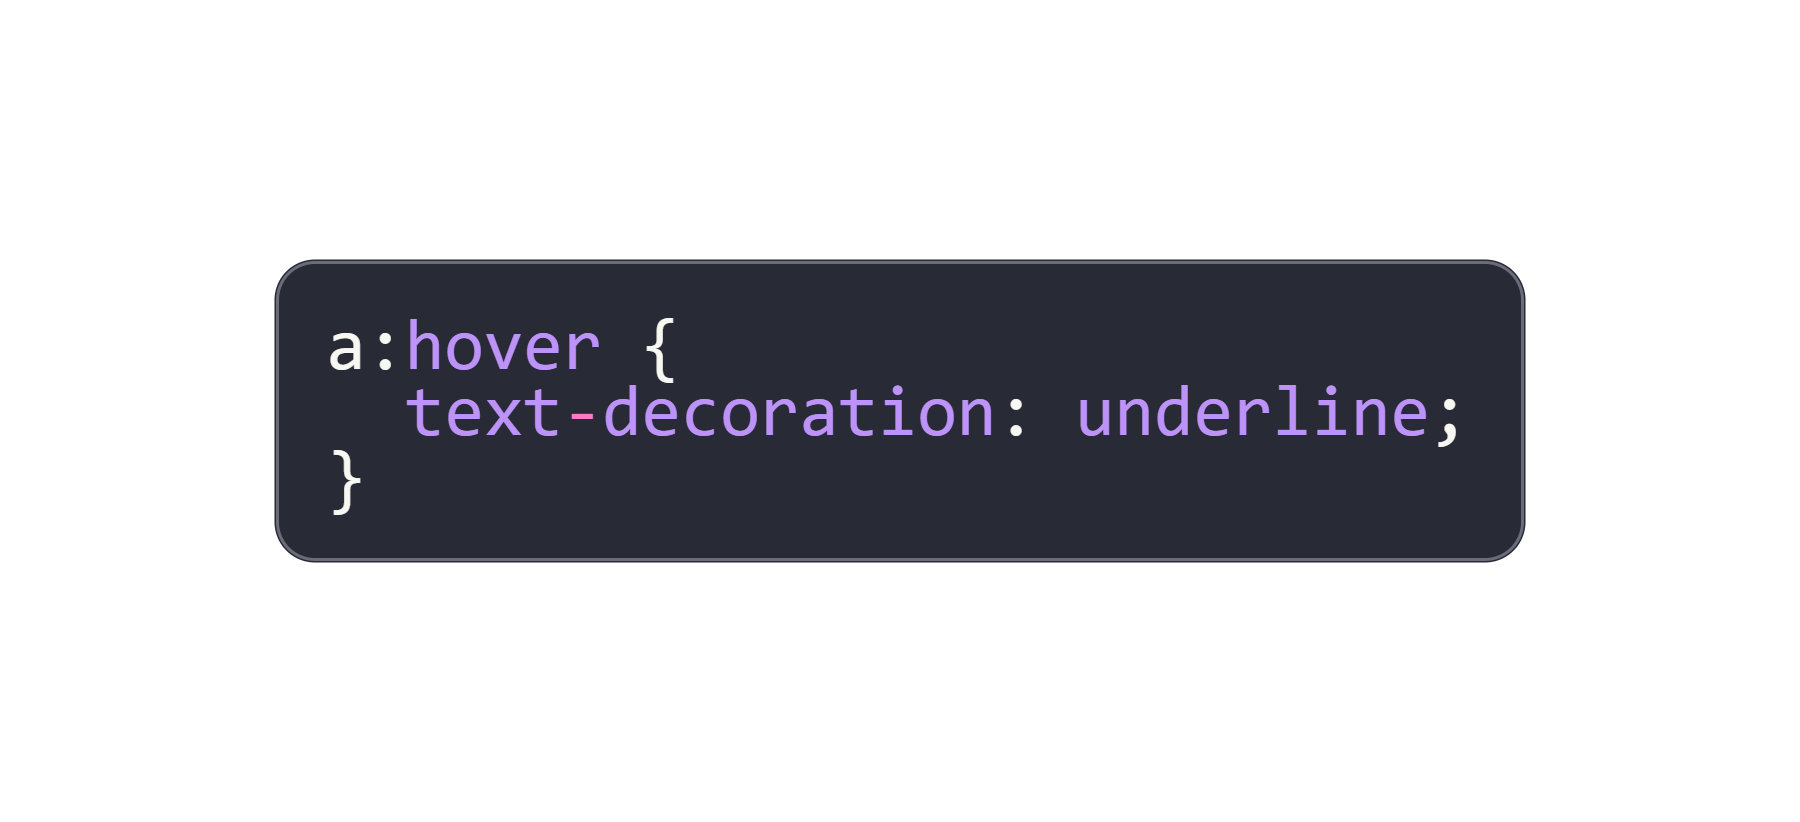 a:hover {
  text-decoration: underline;
}